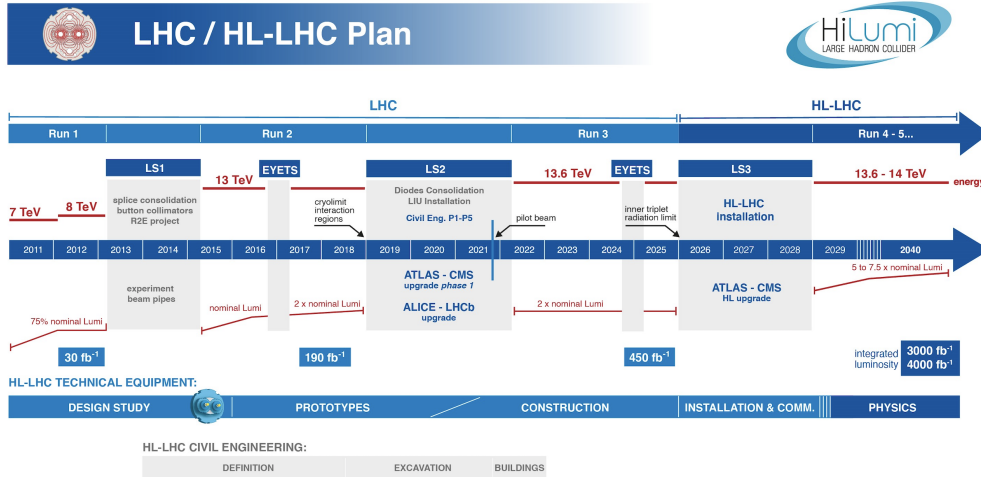 LHC / HL-LHC Plan
HiLumi
LARGE HADRON COLLIDER
LHC
HL-LHC
Run 1
Run 2
Run 3
Run 4 - 5...
LS1
EYETS
LS2
EYETS
LS3
13 TeV
13.6 TeV
13.6 - 14 TeV
energy
7 TeV
8 TeV
splice consolidation
button collimators
R2E project
cryolimit
interaction
regions
Diodes Consolidation
LIU Installation
Civil Eng. P1-P5
pilot beam
inner triplet
radiation limit
HL-LHC
installation
2011
2012
2013
2014
2015
2016
2017
2018
2019
2020
2021
2022
2023
2024
2025
2026
2027
2028
2029
2040
5 to 7.5 x nominal Lumi
experiment
beam pipes
ATLAS - CMS
upgrade phase 1
ALICE - LHCb
upgrade
ATLAS - CMS
HL upgrade
75% nominal Lumi
nominal Lumi
2 x nominal Lumi
2 x nominal Lumi
30 fb⁻¹
190 fb⁻¹
450 fb⁻¹
integrated
luminosity
3000 fb⁻¹
4000 fb⁻¹
HL-LHC TECHNICAL EQUIPMENT:
DESIGN STUDY
PROTOTYPES
CONSTRUCTION
INSTALLATION & COMM.
PHYSICS
HL-LHC CIVIL ENGINEERING:
DEFINITION
EXCAVATION
BUILDINGS